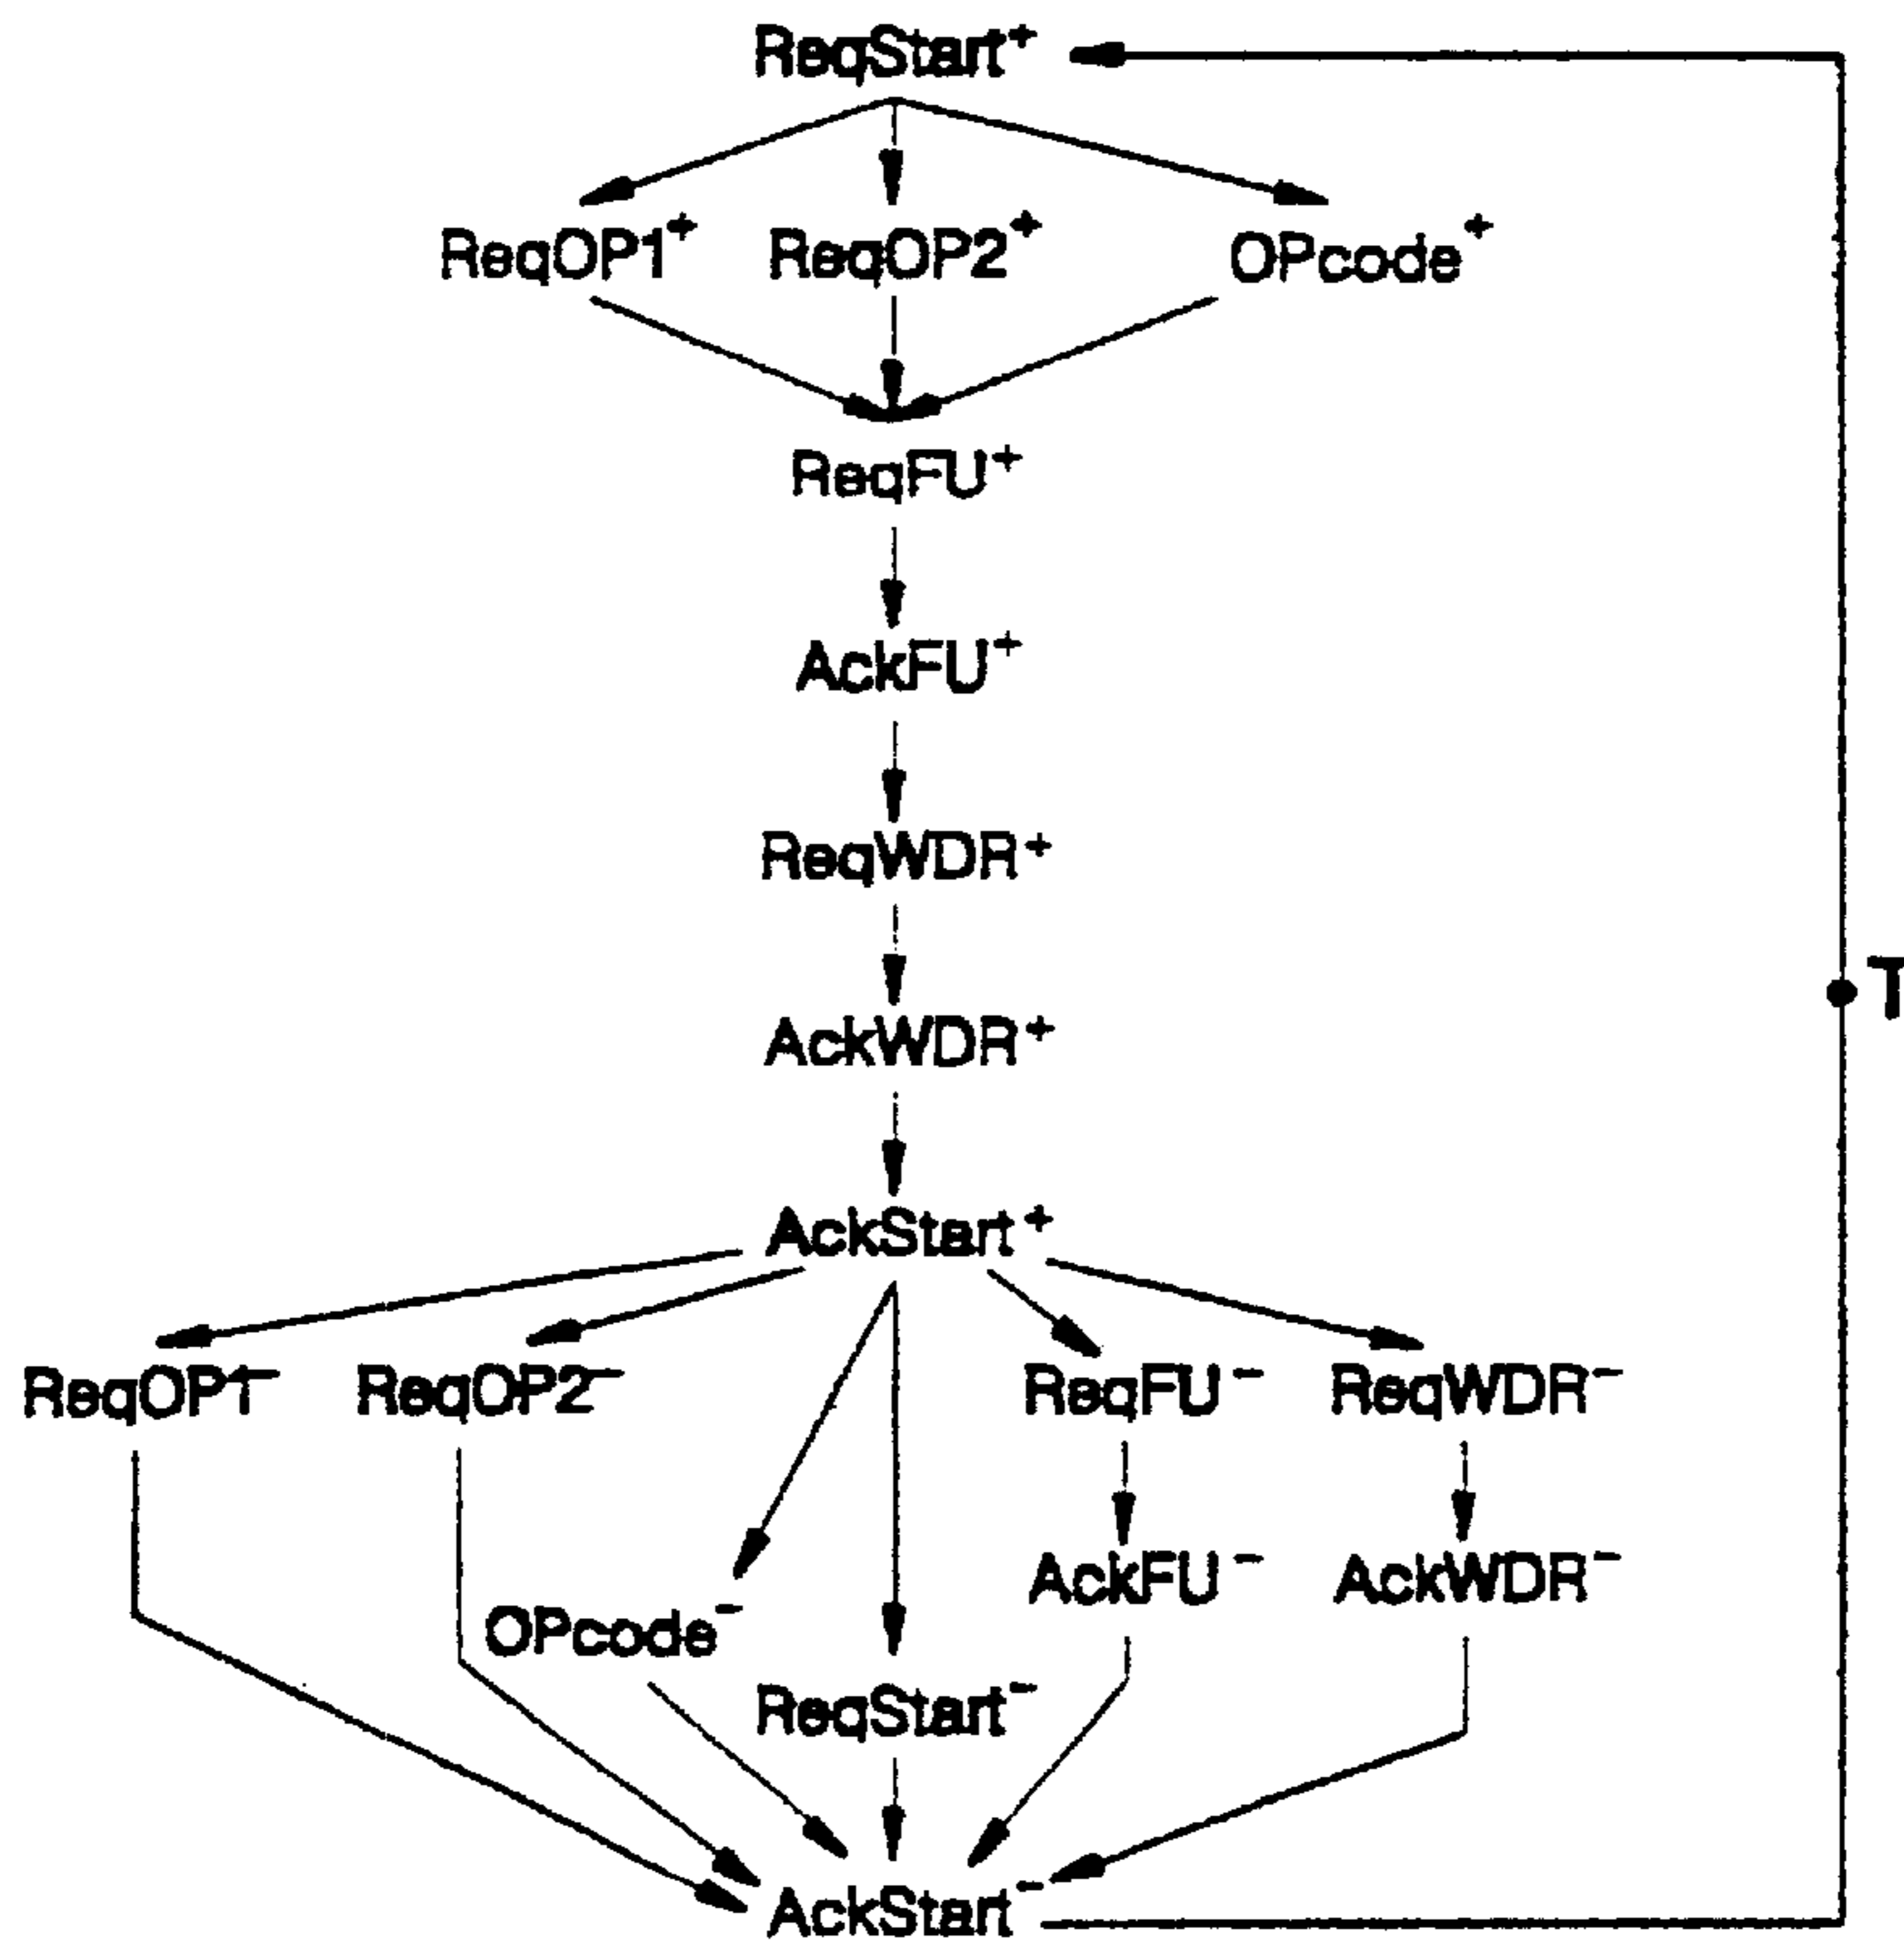 ReqStart⁺
ReqOP1⁺ ReqOP2⁺ OPcode⁺
ReqFU⁺
AckFU⁺
ReqWDR⁺
AckWDR⁺
T
AckStart⁺
ReqOP1⁻ ReqOP2⁻ ReqFU⁻ ReqWDR⁻
AckFU⁻ AckWDR⁻
OPcode⁻
ReqStart⁻
AckStart⁻